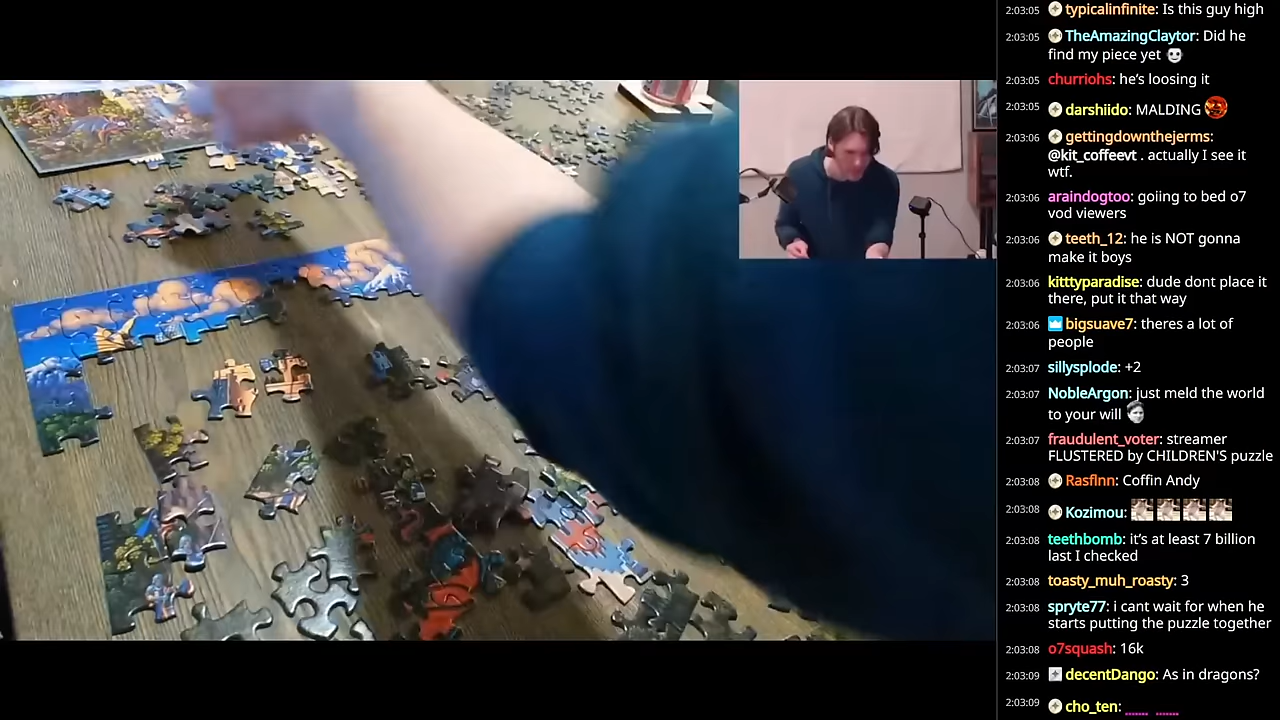 2:03:05 typicalinfinite: Is this guy high
2:03:05 TheAmazingClaytor: Did he
find my piece yet
2:03:05 churriohs: he's loosing it
2:03:05 darshiido: MALDING
2:03:06 gettingdownthejerms:
@kit_coffeevt . actually I see it
wtf.
2:03:06 araindogtoo: goiing to bed o7
vod viewers
2:03:06 teeth_12: he is NOT gonna
make it boys
2:03:06 kitttyparadise: dude dont place it
there, put it that way
2:03:06 bigsuave7: theres a lot of
people
2:03:07 sillysplode: +2
2:03:07 NobleArgon: just meld the world
to your will
2:03:07 fraudulent_voter: streamer
FLUSTERED by CHILDREN'S puzzle
2:03:08 Rasflnn: Coffin Andy
2:03:08 Kozimou:
2:03:08 teethbomb: it's at least 7 billion
last I checked
2:03:08 toasty_muh_roasty: 3
2:03:08 spryte77: i cant wait for when he
starts putting the puzzle together
2:03:08 o7squash: 16k
2:03:09 decentDango: As in dragons?
2:03:09 cho_ten: